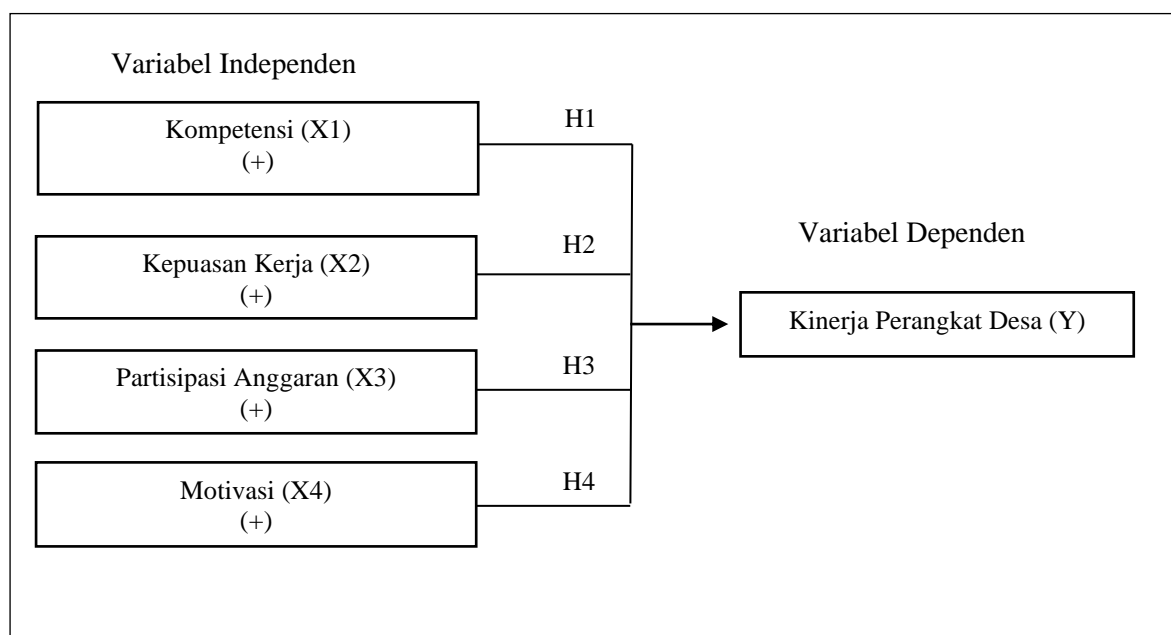 Variabel Independen
Kompetensi (X1)
(+)
H1
Kepuasan Kerja (X2)
(+)
H2
Partisipasi Anggaran (X3)
(+)
H3
Motivasi (X4)
(+)
H4
Variabel Dependen
Kinerja Perangkat Desa (Y)